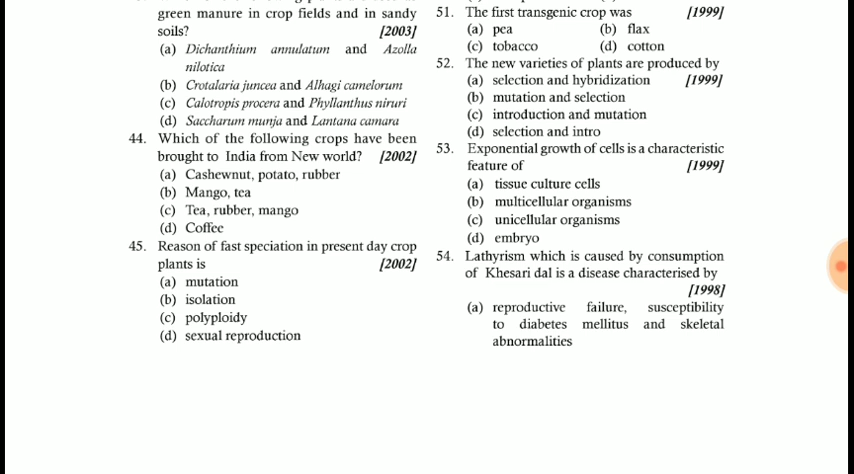 green manure in crop fields and in sandy
soils? [2003]
(a) Dichanthium annulatum and Azolla
nilotica
(b) Crotalaria juncea and Alhagi camelorum
(c) Calotropis procera and Phyllanthus niruri
(d) Saccharum munja and Lantana camara
44. Which of the following crops have been
brought to India from New world? [2002]
(a) Cashewnut, potato, rubber
(b) Mango, tea
(c) Tea, rubber, mango
(d) Coffee
45. Reason of fast speciation in present day crop
plants is [2002]
(a) mutation
(b) isolation
(c) polyploidy
(d) sexual reproduction
51. The first transgenic crop was [1999]
(a) pea (b) flax
(c) tobacco (d) cotton
52. The new varieties of plants are produced by
(a) selection and hybridization [1999]
(b) mutation and selection
(c) introduction and mutation
(d) selection and intro
53. Exponential growth of cells is a characteristic
feature of [1999]
(a) tissue culture cells
(b) multicellular organisms
(c) unicellular organisms
(d) embryo
54. Lathyrism which is caused by consumption
of Khesari dal is a disease characterised by
[1998]
(a) reproductive failure, susceptibility
to diabetes mellitus and skeletal
abnormalities